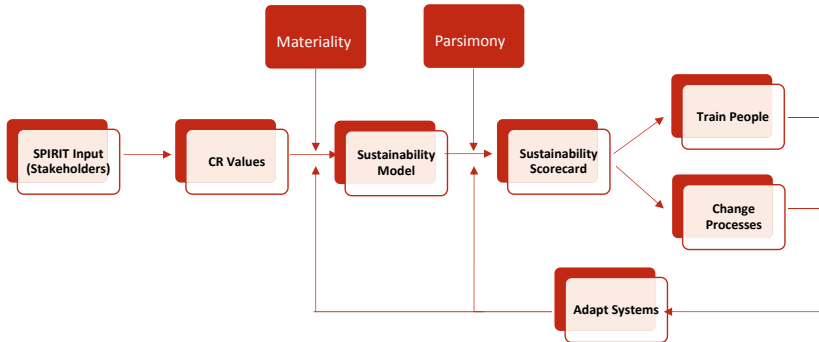 Materiality
Parsimony
SPIRIT Input
(Stakeholders)
CR Values
Sustainability
Model
Sustainability
Scorecard
Train People
Change
Processes
Adapt Systems